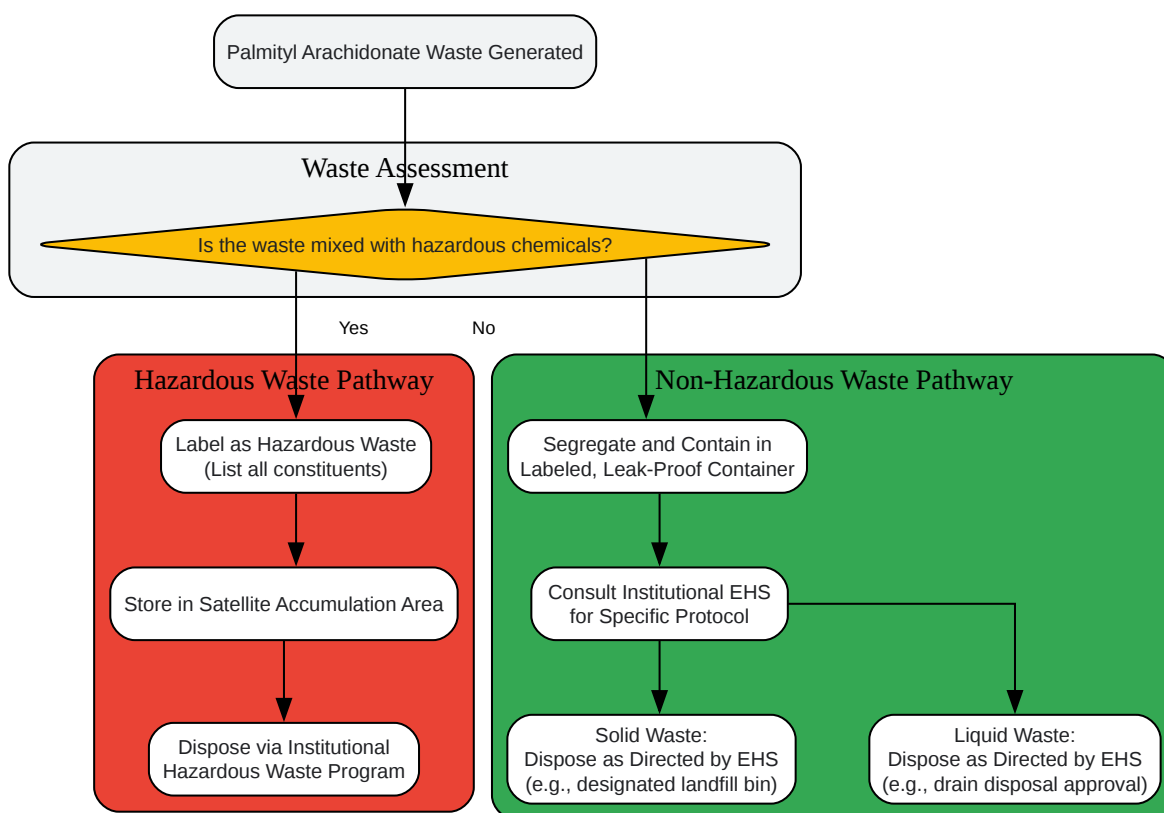 Palmityl Arachidonate Waste Generated
Waste Assessment
Is the waste mixed with hazardous chemicals?
Yes
No
Hazardous Waste Pathway
Label as Hazardous Waste
(List all constituents)
Store in Satellite Accumulation Area
Dispose via Institutional
Hazardous Waste Program
Non-Hazardous Waste Pathway
Segregate and Contain in
Labeled, Leak-Proof Container
Consult Institutional EHS
for Specific Protocol
Solid Waste:
Dispose as Directed by EHS
(e.g., designated landfill bin)
Liquid Waste:
Dispose as Directed by EHS
(e.g., drain disposal approval)